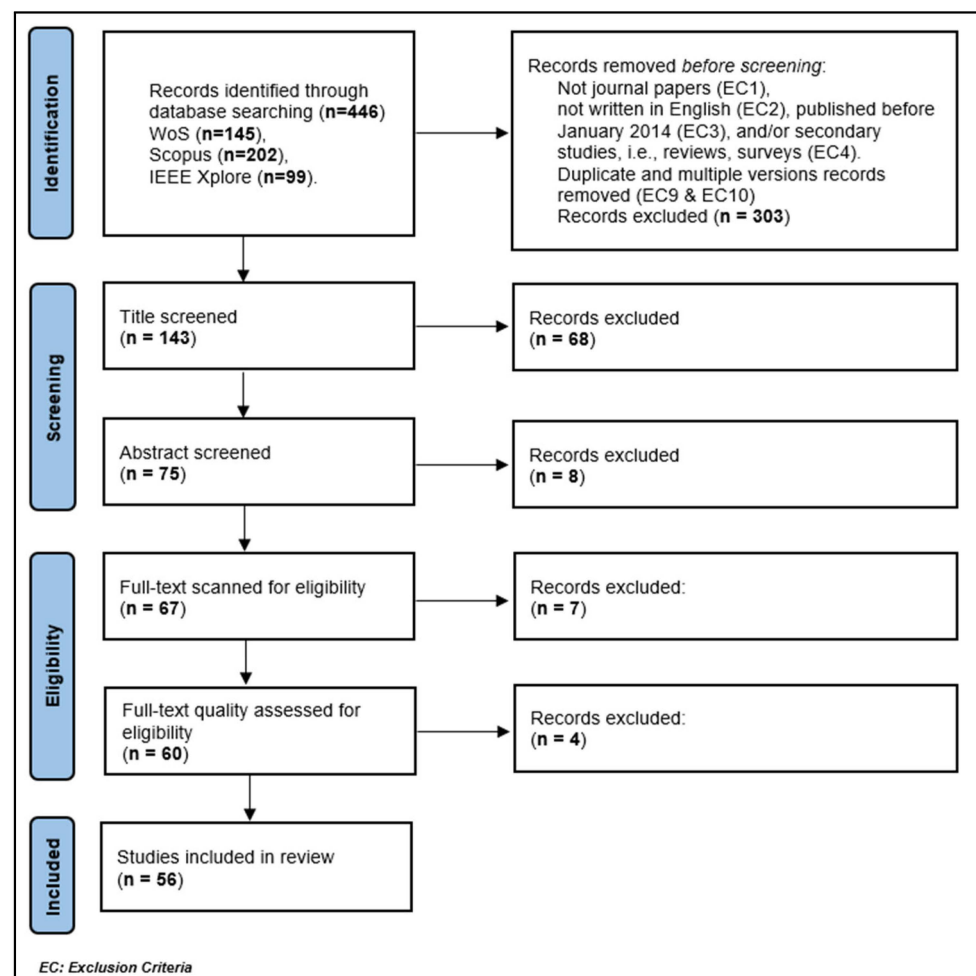 Identification
Records identified through
database searching (n=446)
WoS (n=145),
Scopus (n=202),
IEEE Xplore (n=99).
Records removed before screening:
Not journal papers (EC1),
not written in English (EC2), published before
January 2014 (EC3), and/or secondary
studies, i.e., reviews, surveys (EC4).
Duplicate and multiple versions records
removed (EC9 & EC10)
Records excluded (n = 303)
Screening
Title screened
(n = 143)
Records excluded
(n = 68)
Abstract screened
(n = 75)
Records excluded
(n = 8)
Eligibility
Full-text scanned for eligibility
(n = 67)
Records excluded:
(n = 7)
Full-text quality assessed for
eligibility
(n = 60)
Records excluded:
(n = 4)
Included
Studies included in review
(n = 56)
EC: Exclusion Criteria